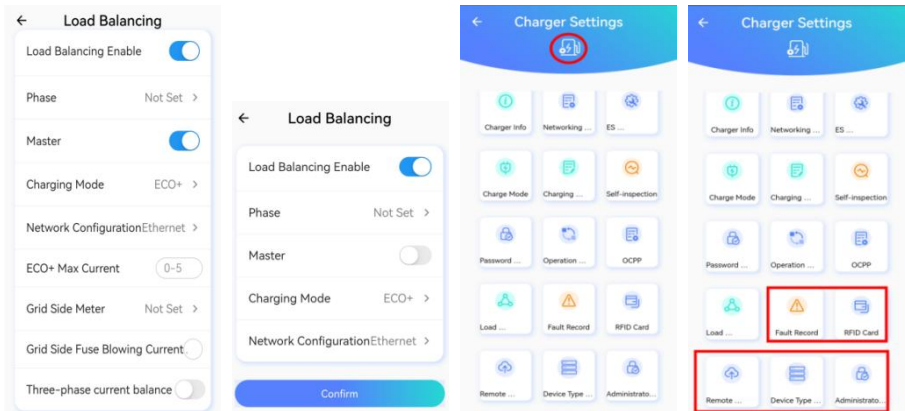 Load Balancing
Load Balancing Enable
Phase Not Set
Master
Charging Mode ECO+
Network Configuration Ethernet
ECO+ Max Current 0-5
Grid Side Meter Not Set
Grid Side Fuse Blowing Current
Three-phase current balance
Load Balancing
Load Balancing Enable
Phase Not Set
Master
Charging Mode ECO+
Network Configuration Ethernet
Confirm
Charger Settings
Charger Info Networking ... ES ...
Charge Mode Charging ... Self-inspection
Password ... Operation ... OCPP
Load ... Fault Record RFID Card
Remote ... Device Type ... Administrato...
Charger Settings
Charger Info Networking ... ES ...
Charge Mode Charging ... Self-inspection
Password ... Operation ... OCPP
Load ... Fault Record RFID Card
Remote ... Device Type ... Administrato...